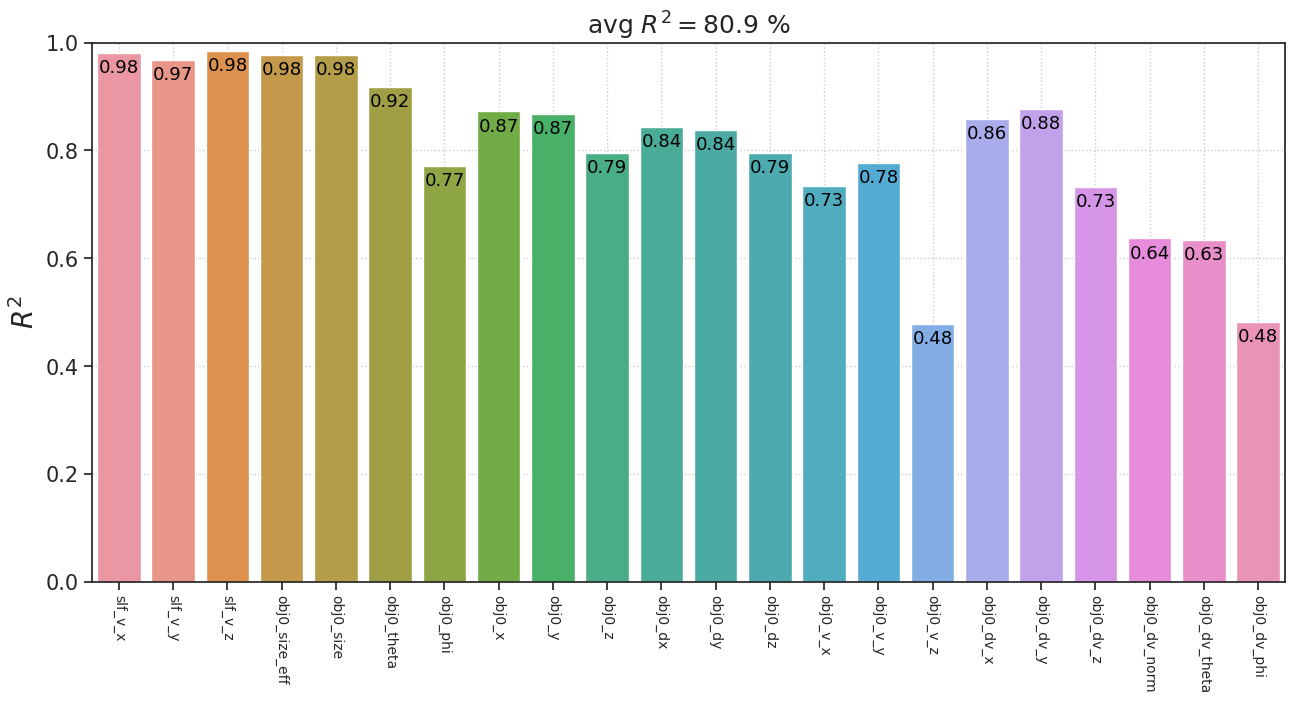 avg R² = 80.9 %
R²
1.0
0.8
0.6
0.4
0.2
0.0
0.98
0.97
0.98
0.98
0.98
0.92
0.77
0.87
0.87
0.79
0.84
0.84
0.79
0.73
0.78
0.48
0.86
0.88
0.73
0.64
0.63
0.48
slf_v_x
slf_v_y
slf_v_z
obj0_size_eff
obj0_size
obj0_theta
obj0_phi
obj0_x
obj0_y
obj0_z
obj0_dx
obj0_dy
obj0_dz
obj0_v_x
obj0_v_y
obj0_v_z
obj0_dv_x
obj0_dv_y
obj0_dv_z
obj0_dv_norm
obj0_dv_theta
obj0_dv_phi